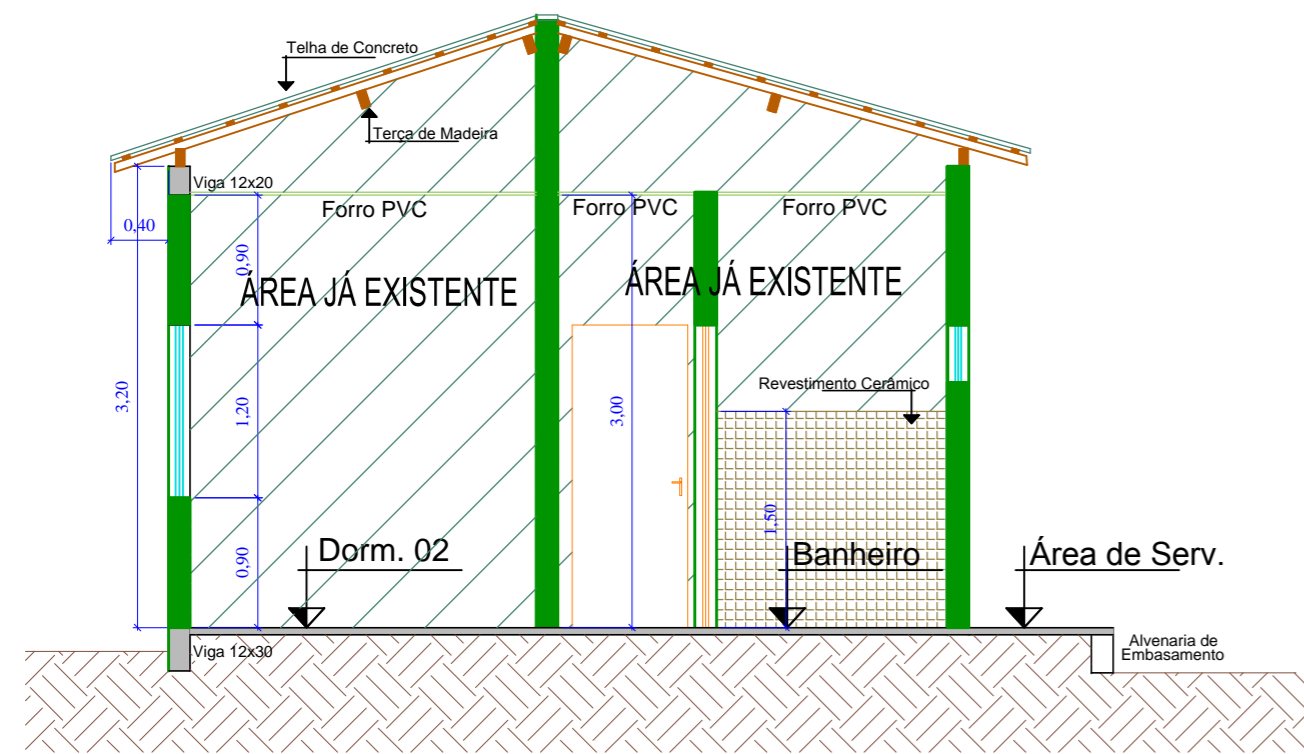 Telha de Concreto
Terça de Madeira
Viga 12x20
Forro PVC
Forro PVC
Forro PVC
0,40
0,90
ÁREA JÁ EXISTENTE
ÁREA JÁ EXISTENTE
Revestimento Cerâmico
3,20
1,20
3,00
1,50
0,90
Dorm. 02
Banheiro
Área de Serv.
Viga 12x30
Alvenaria de
Embasamento